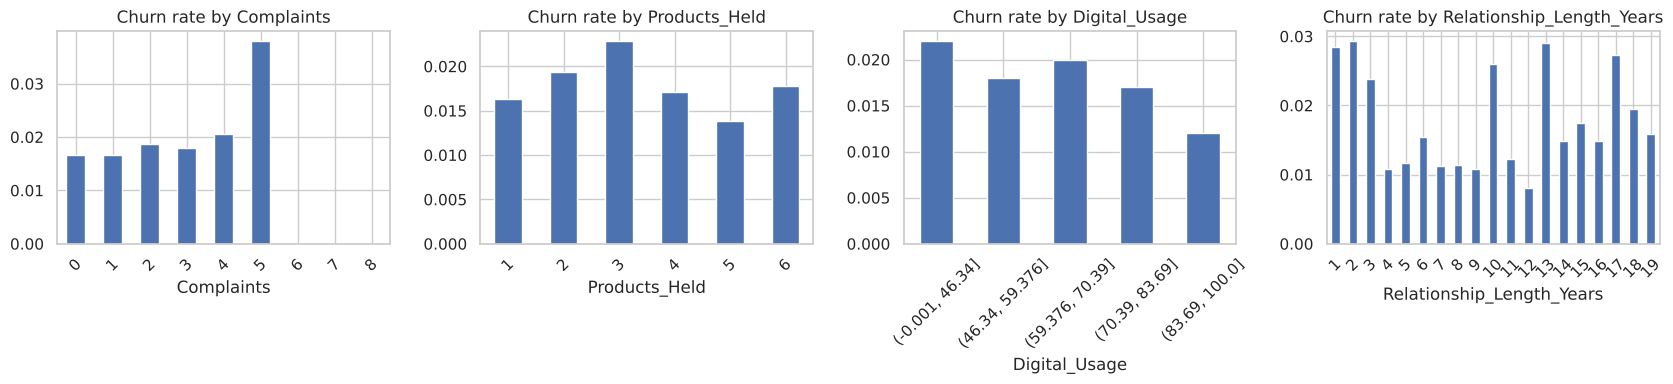 Churn rate by Complaints
0.03
0.02
0.01
0.00
0 1 2 3 4 5 6 7 8
Complaints
Churn rate by Products_Held
0.020
0.015
0.010
0.005
0.000
1 2 3 4 5 6
Products_Held
Churn rate by Digital_Usage
0.020
0.015
0.010
0.005
0.000
(-0.001, 46.34]
(46.34, 59.376]
(59.376, 70.39]
(70.39, 83.69]
(83.69, 100.0]
Digital_Usage
Churn rate by Relationship_Length_Years
0.03
0.02
0.01
0.00
1 2 3 4 5 6 7 8 9 10 11 12 13 14 15 16 17 18 19
Relationship_Length_Years